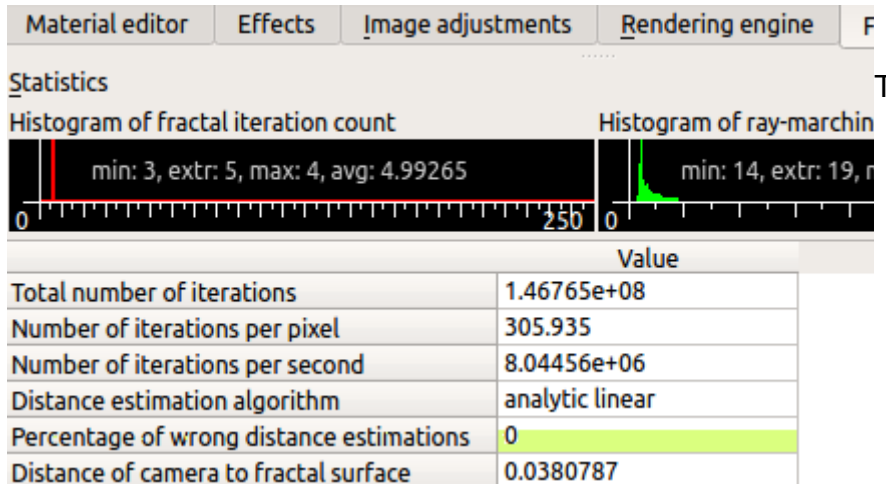 Material editor Effects Image adjustments Rendering engine F
Statistics T
Histogram of fractal iteration count Histogram of ray-marchin
min: 3, extr: 5, max: 4, avg: 4.99265 min: 14, extr: 19, r
0 250 0
Value
Total number of iterations 1.46765e+08
Number of iterations per pixel 305.935
Number of iterations per second 8.04456e+06
Distance estimation algorithm analytic linear
Percentage of wrong distance estimations 0
Distance of camera to fractal surface 0.0380787